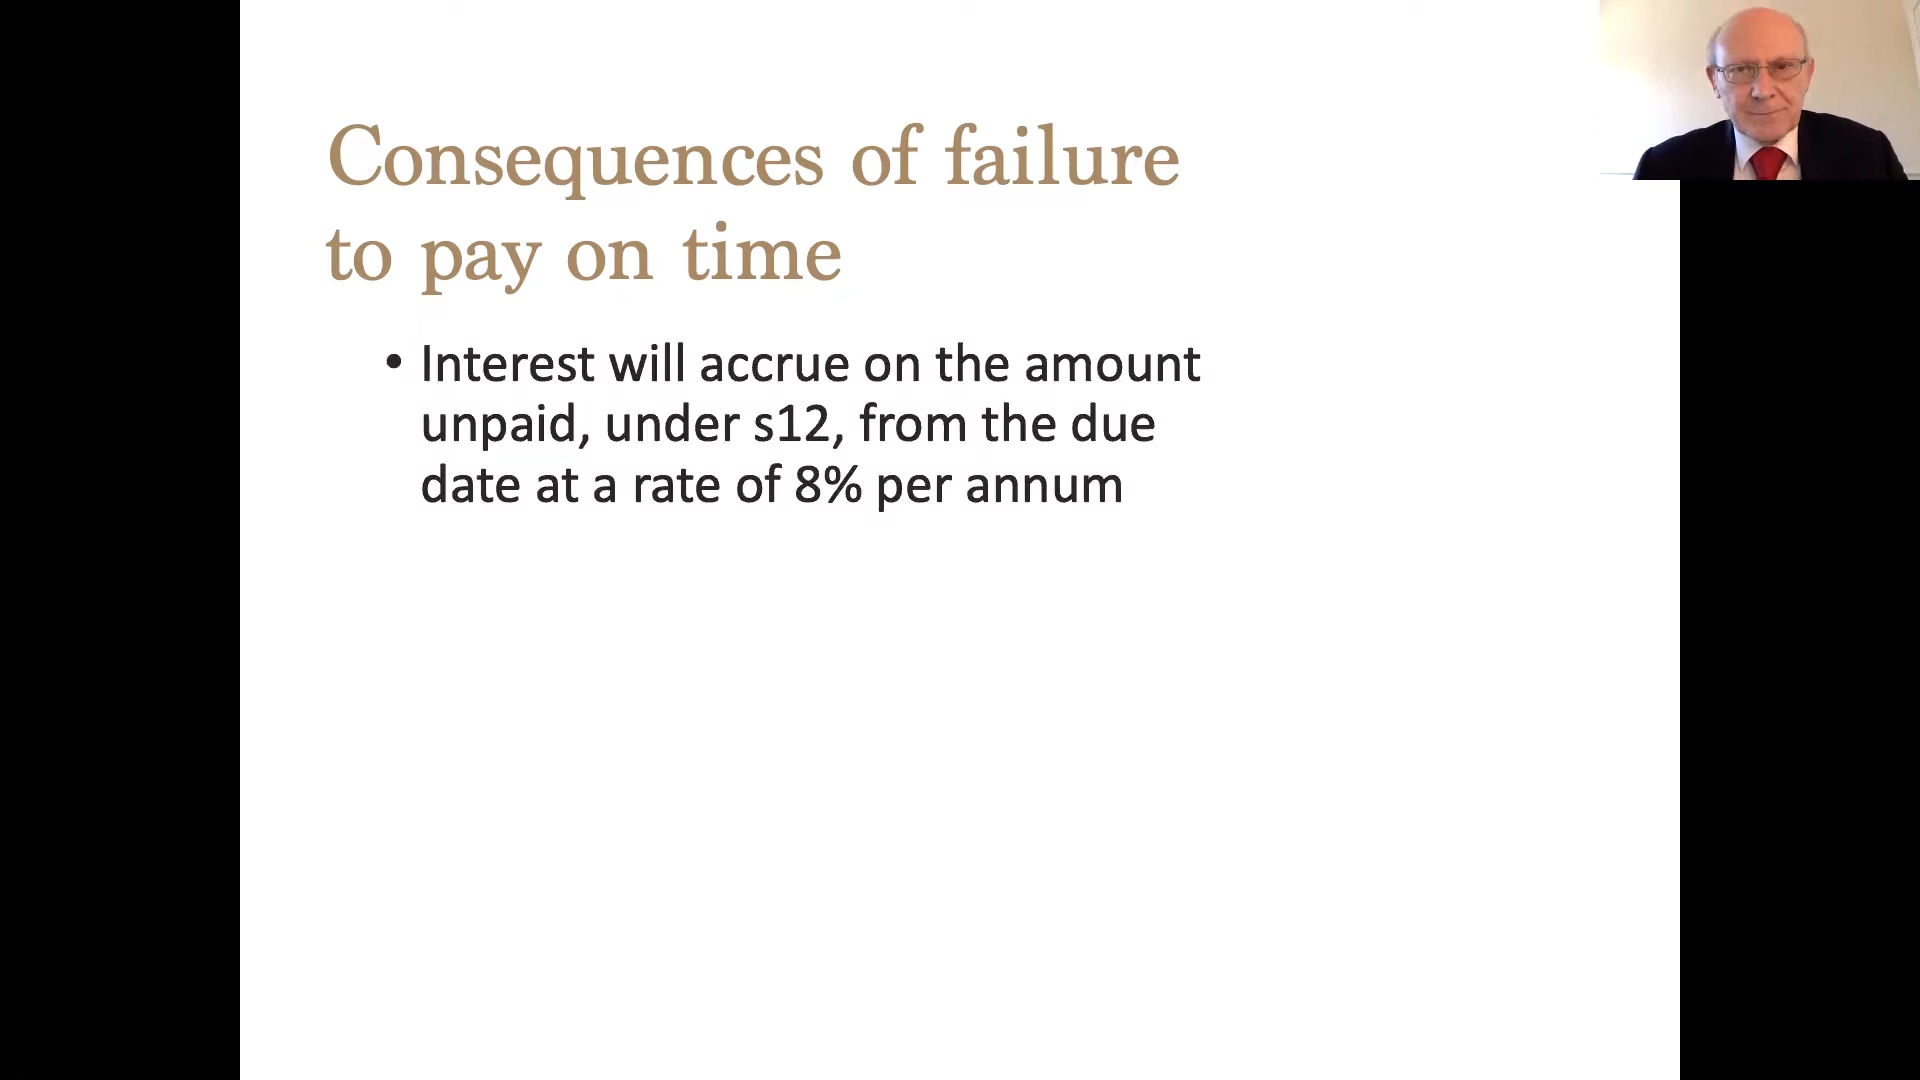 Consequences of failure
to pay on time
• Interest will accrue on the amount
unpaid, under s12, from the due
date at a rate of 8% per annum